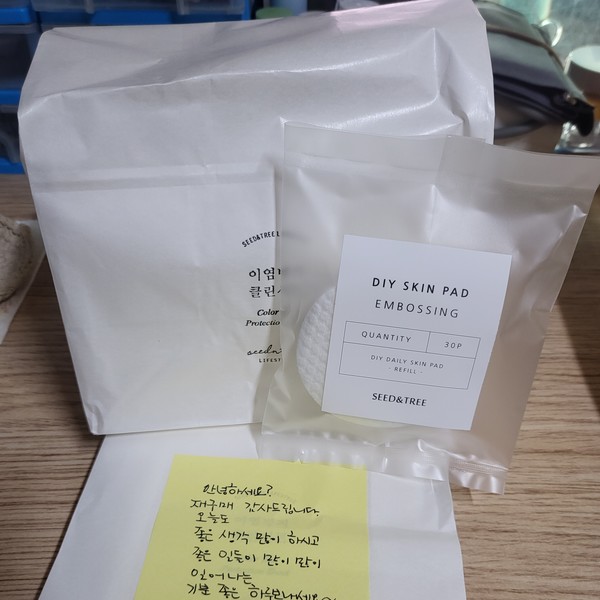 SEED&TREE
이염
클린
Color
Protection
LIFEST
DIY SKIN PAD
EMBOSSING
QUANTITY 30P
DIY DAILY SKIN PAD
- REFILL -
SEED&TREE
안녕하세요?
재구매 감사드립니다.
오늘도
좋은 생각 많이 하시고
좋은 일들이 많이 많이
일어나는
기분 좋은 하루보내세요~